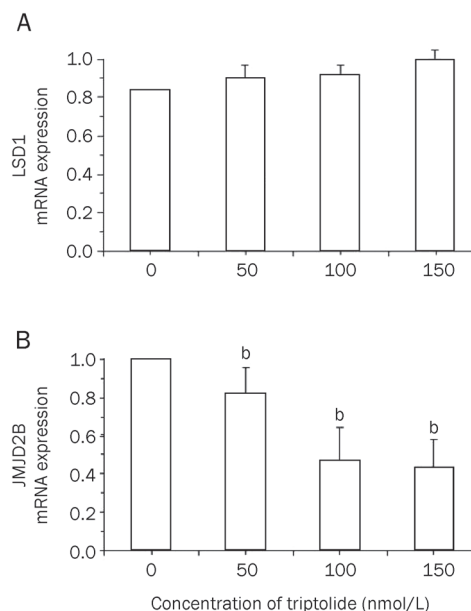 A
LSD1
mRNA expression
1.0
0.8
0.6
0.4
0.2
0.0
0 50 100 150
B
JMJD2B
mRNA expression
1.0
0.8
0.6
0.4
0.2
0.0
b
b
b
0 50 100 150
Concentration of triptolide (nmol/L)